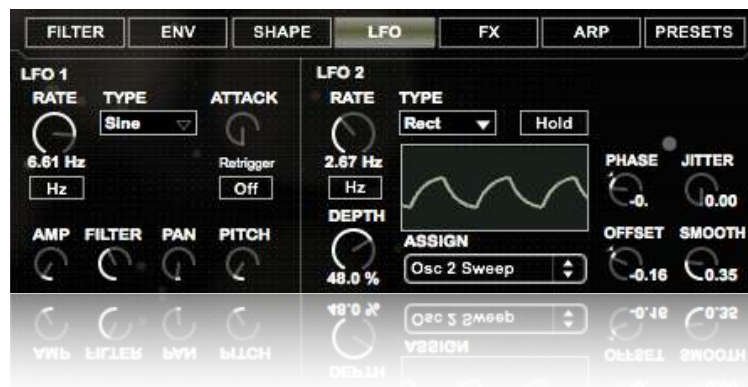 FILTER ENV SHAPE LFO FX ARP PRESETS
LFO 1
RATE TYPE ATTACK
Sine
6.61 Hz Retrigger
Hz Off
AMP FILTER PAN PITCH
LFO 2
RATE TYPE
Rect Hold
2.67 Hz
Hz
DEPTH
48.0 %
ASSIGN
Osc 2 Sweep
PHASE JITTER
-0. 0.00
OFFSET SMOOTH
-0.16 0.35